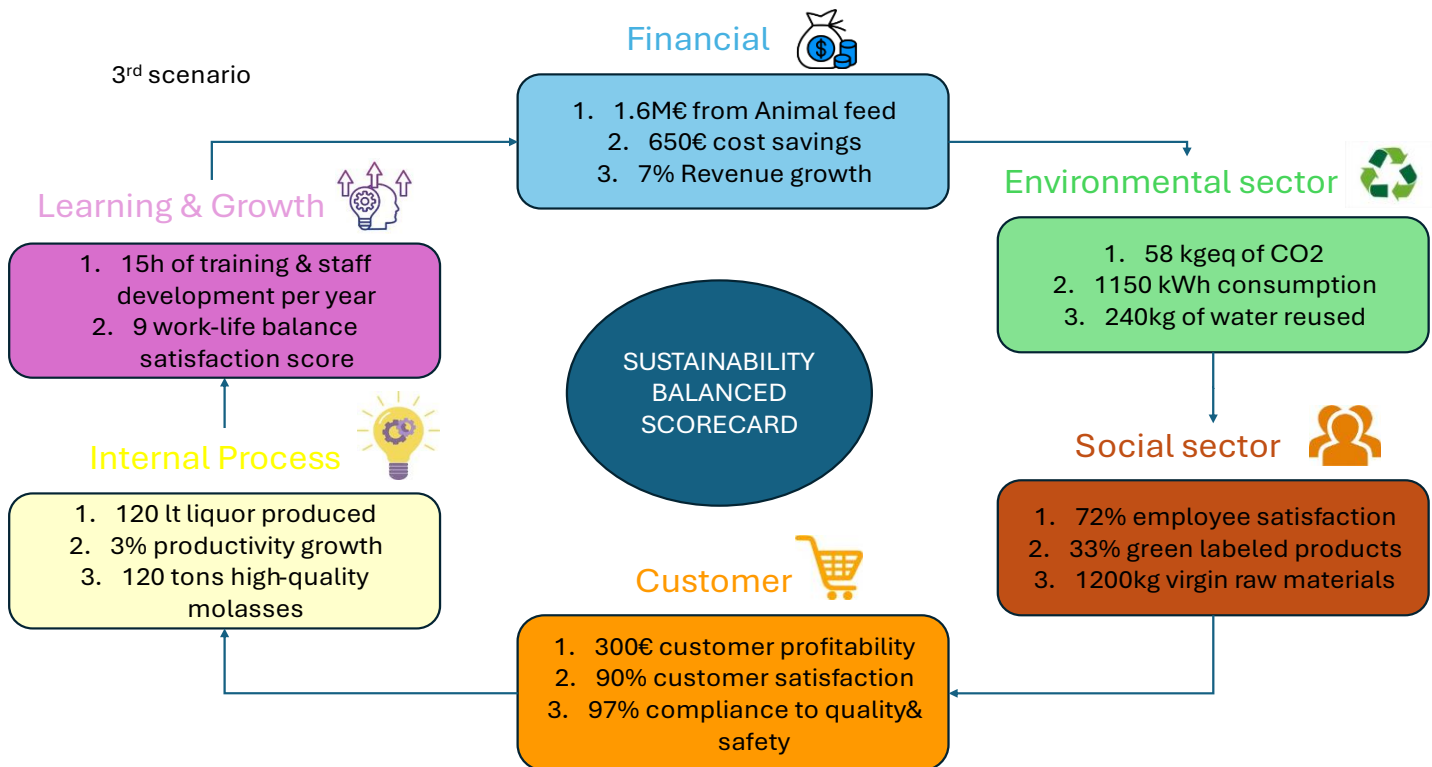 3rd scenario
Financial
$
1. 1.6M€ from Animal feed
2. 650€ cost savings
3. 7% Revenue growth
Environmental sector
1. 58 kgeq of CO2
2. 1150 kWh consumption
3. 240kg of water reused
Social sector
1. 72% employee satisfaction
2. 33% green labeled products
3. 1200kg virgin raw materials
Customer
1. 300€ customer profitability
2. 90% customer satisfaction
3. 97% compliance to quality&
safety
Internal Process
1. 120 lt liquor produced
2. 3% productivity growth
3. 120 tons high-quality
molasses
Learning & Growth
1. 15h of training & staff
development per year
2. 9 work-life balance
satisfaction score
SUSTAINABILITY
BALANCED
SCORECARD